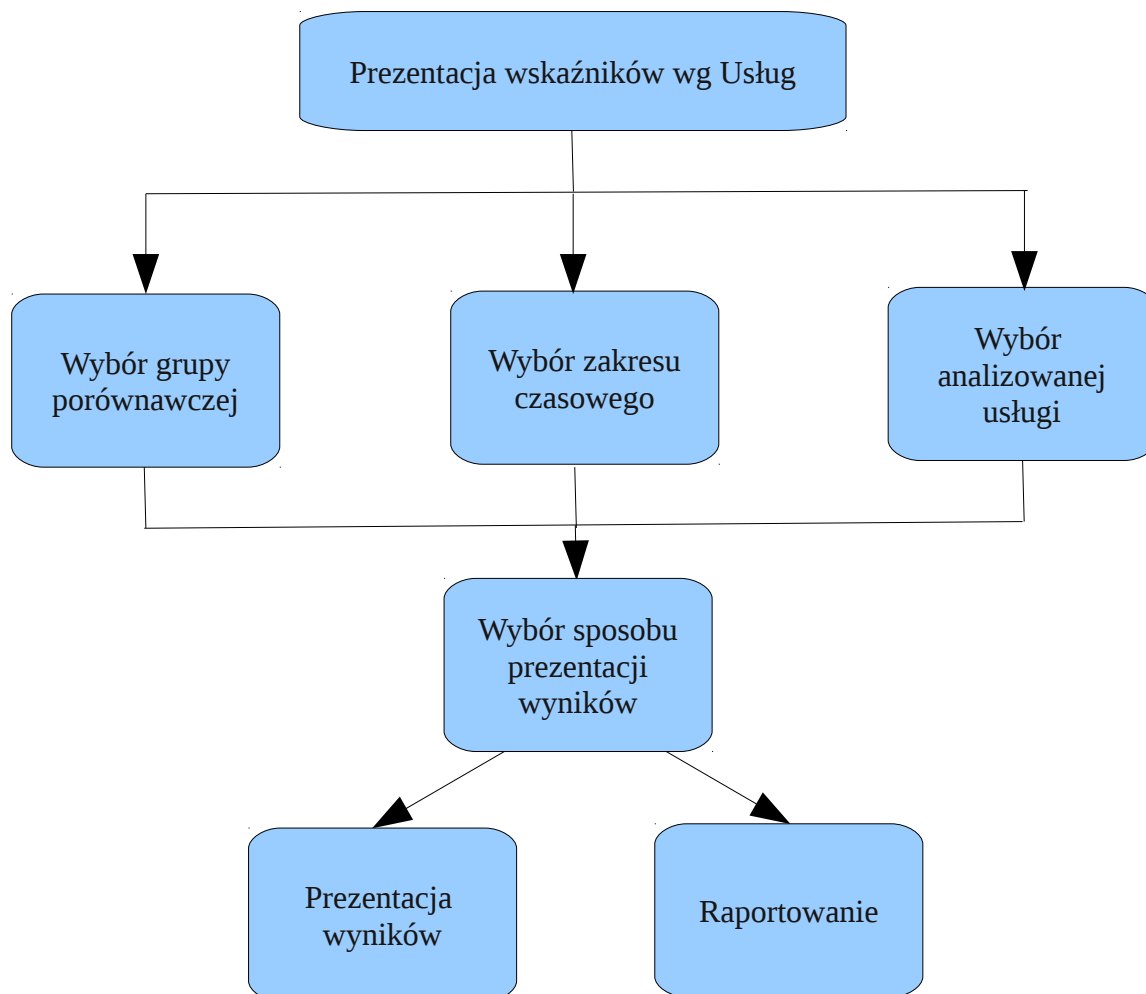 Prezentacja wskaźników wg Usług
Wybór grupy
porównawczej
Wybór zakresu
czasowego
Wybór
analizowanej
usługi
Wybór sposobu
prezentacji
wyników
Prezentacja
wyników
Raportowanie